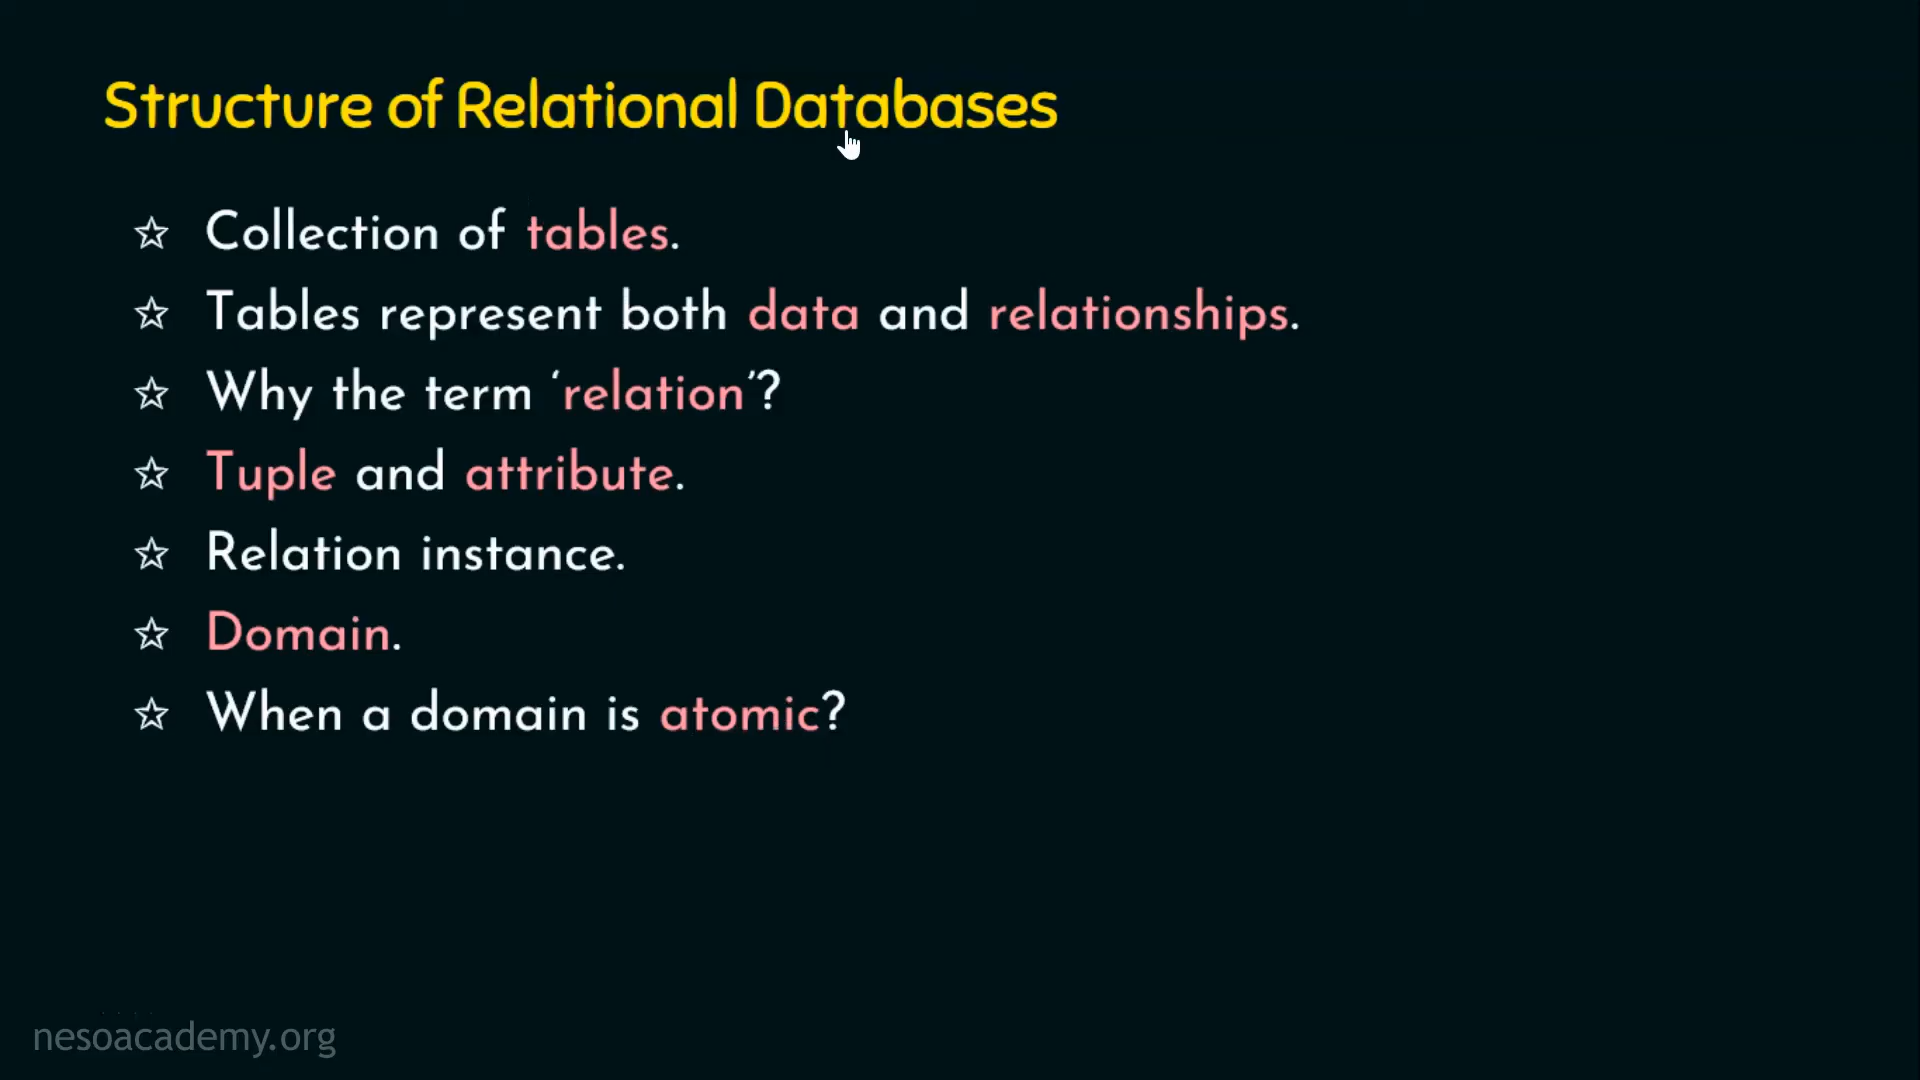 Structure of Relational Databases
☆ Collection of tables.
☆ Tables represent both data and relationships.
☆ Why the term ‘relation’?
☆ Tuple and attribute.
☆ Relation instance.
☆ Domain.
☆ When a domain is atomic?
nesoacademy.org